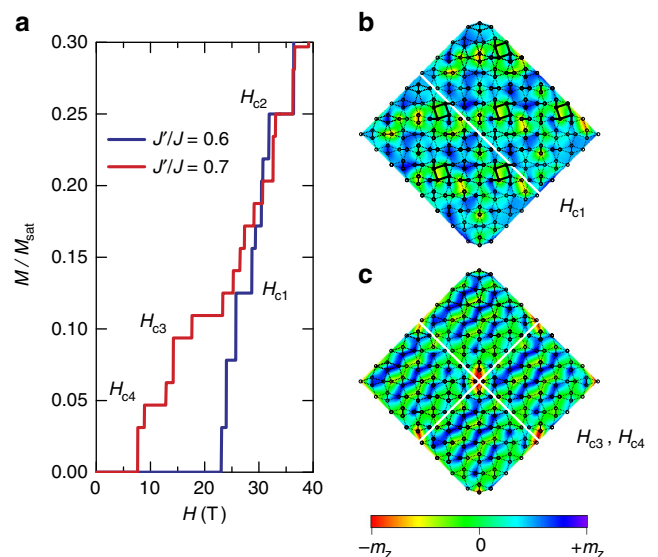 a
0.30
0.25
0.20
0.15
0.10
0.05
0.00
M / M_sat
H_c2
J′/J = 0.6
J′/J = 0.7
H_c1
H_c3
H_c4
0 10 20 30 40
H (T)
b
H_c1
c
H_c3 , H_c4
−m_z 0 +m_z